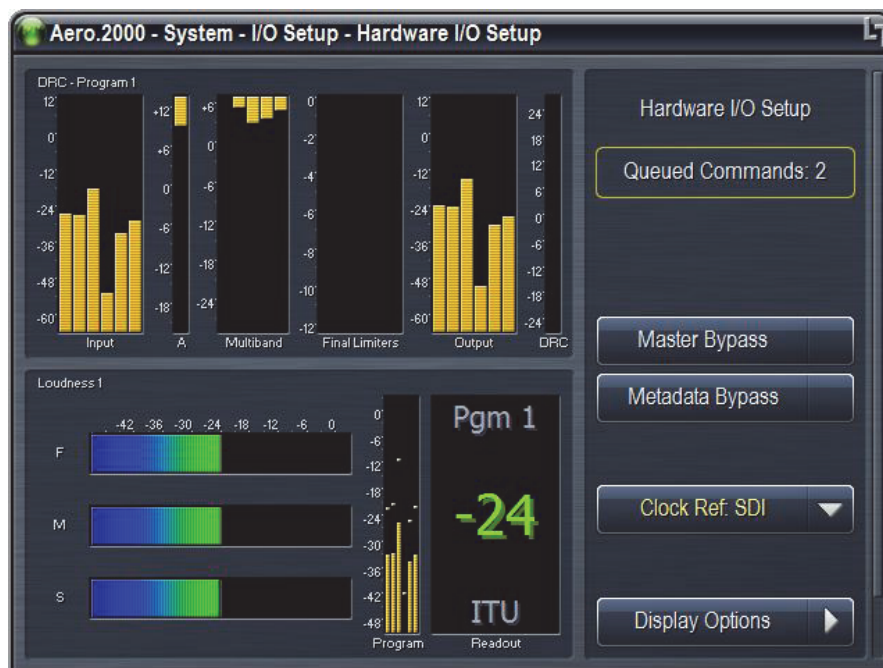 Aero.2000 - System - I/O Setup - Hardware I/O Setup
DRC - Program 1
12
0
-12
-24
-36
-48
-60
Input
+12
+6
0
-6
-12
-18
A
+6
0
-6
-12
-18
-24
Multiband
0
-2
-4
-6
-8
-10
-12
Final Limiters
12
0
-12
-24
-36
-48
-60
Output
24
18
12
6
0
-6
-12
-18
-24
DRC
Loudness 1
-42 -36 -30 -24 -18 -12 -6 0
F
M
S
0
-6
-12
-18
-24
-30
-36
-42
-48
Program
Pgm 1
-24
ITU
Readout
Hardware I/O Setup
Queued Commands: 2
Master Bypass
Metadata Bypass
Clock Ref: SDI
Display Options